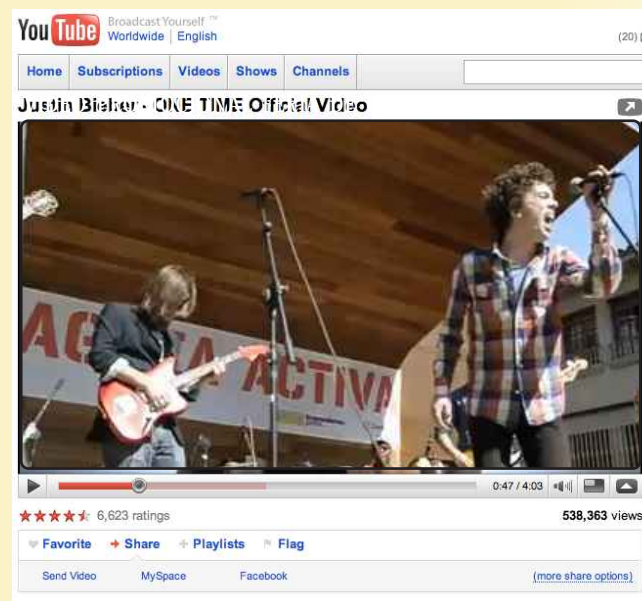 YouTube Broadcast Yourself ™
Worldwide | English
(20)
Home Subscriptions Videos Shows Channels
Justin Bieber - ONE TIME Official Video
ACTIVA
0:47 / 4:03
6,623 ratings 538,363 views
Favorite Share Playlists Flag
Send Video MySpace Facebook (more share options)